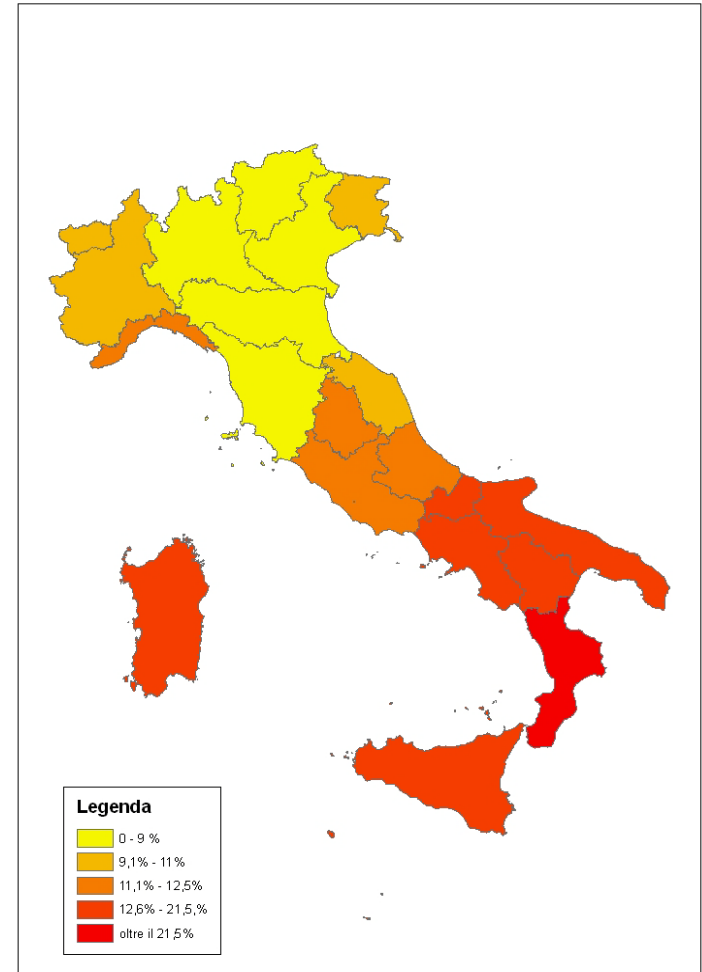 Legenda
0 - 9 %
9,1% - 11%
11,1% - 12,5%
12,6% - 21,5,%
oltre il 21,5%